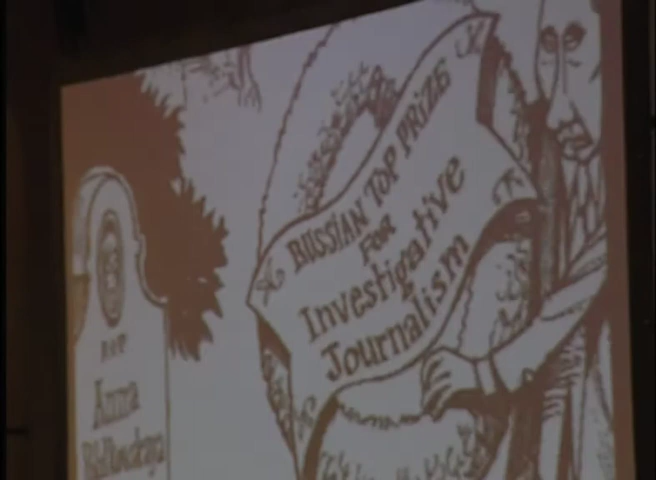 RUSSIAN TOP PRIZE
FOR
Investigative
Journalism
RIP
Anna